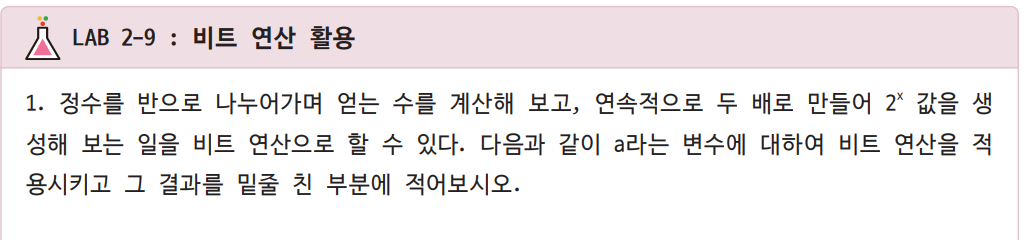 LAB 2-9 : 비트 연산 활용
1. 정수를 반으로 나누어가며 얻는 수를 계산해 보고, 연속적으로 두 배로 만들어 2ˣ 값을 생
성해 보는 일을 비트 연산으로 할 수 있다. 다음과 같이 a라는 변수에 대하여 비트 연산을 적
용시키고 그 결과를 밑줄 친 부분에 적어보시오.